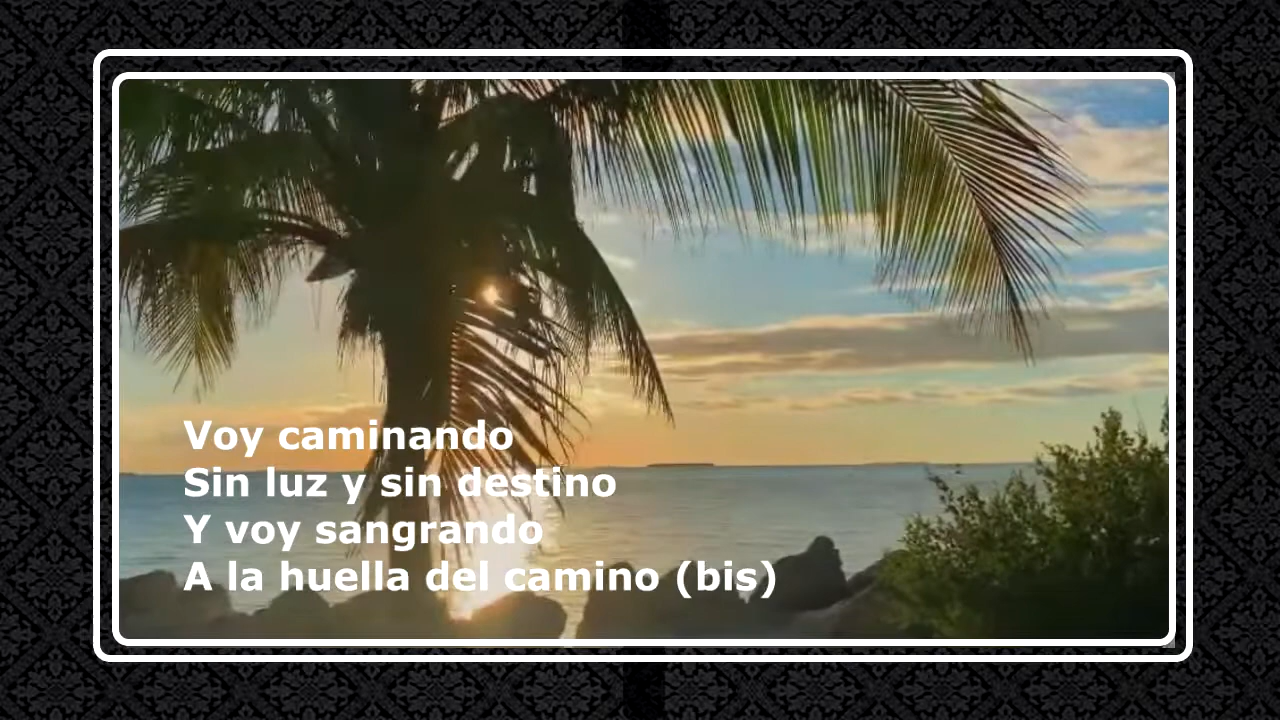 Voy caminando
Sin luz y sin destino
Y voy sangrando
A la huella del camino (bis)